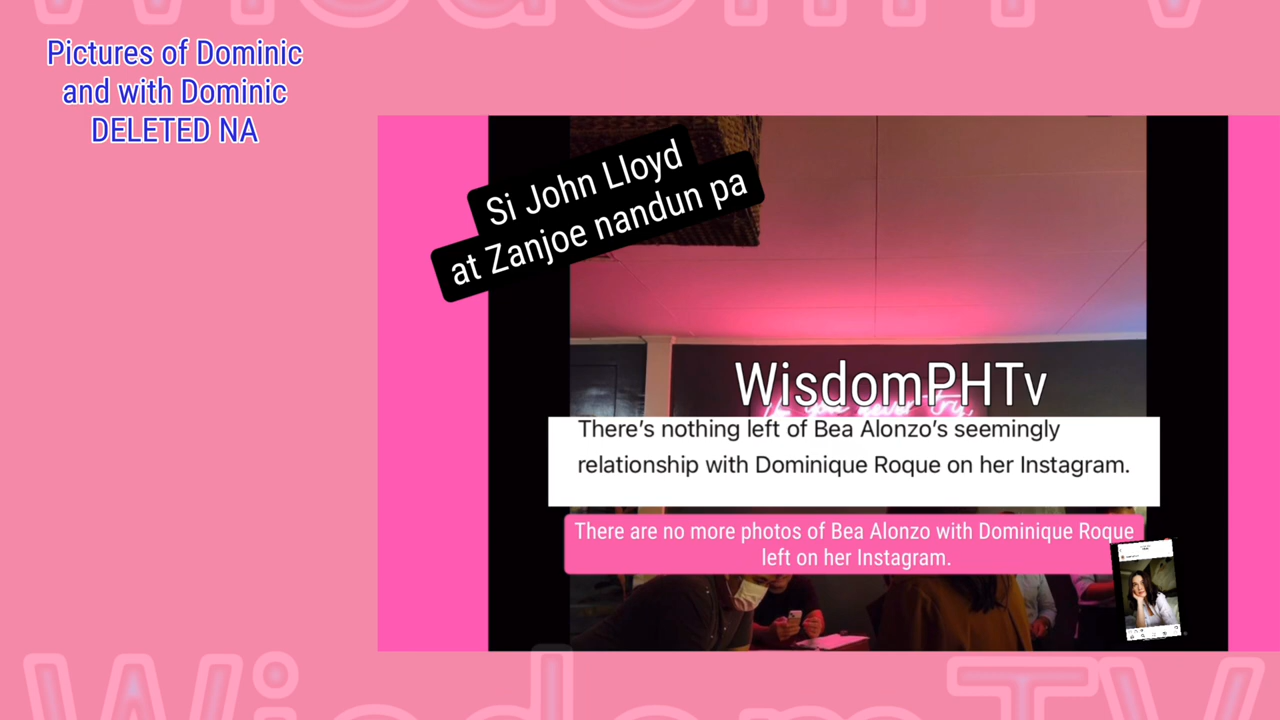 WisdomPHTv
Pictures of Dominic
and with Dominic
DELETED NA
Si John Lloyd
at Zanjoe nandun pa
WisdomPHTv
There's nothing left of Bea Alonzo's seemingly
relationship with Dominique Roque on her Instagram.
There are no more photos of Bea Alonzo with Dominique Roque
left on her Instagram.
WisdomTV